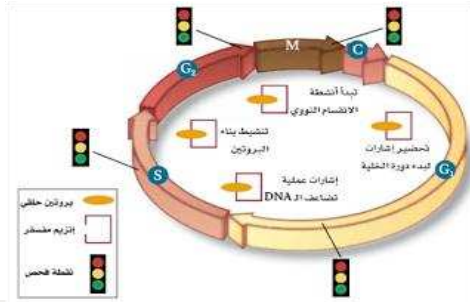 M
C
G₂
تبدأ أنشطة
الانقسام النووي
تنشيط بناء
البروتين
تحضير إشارات
لبدء دورة الخلية
G₁
S
إشارات عملية
تضاعف الـ DNA
بروتين حلقي
إنزيم مفسفر
نقطة فحص